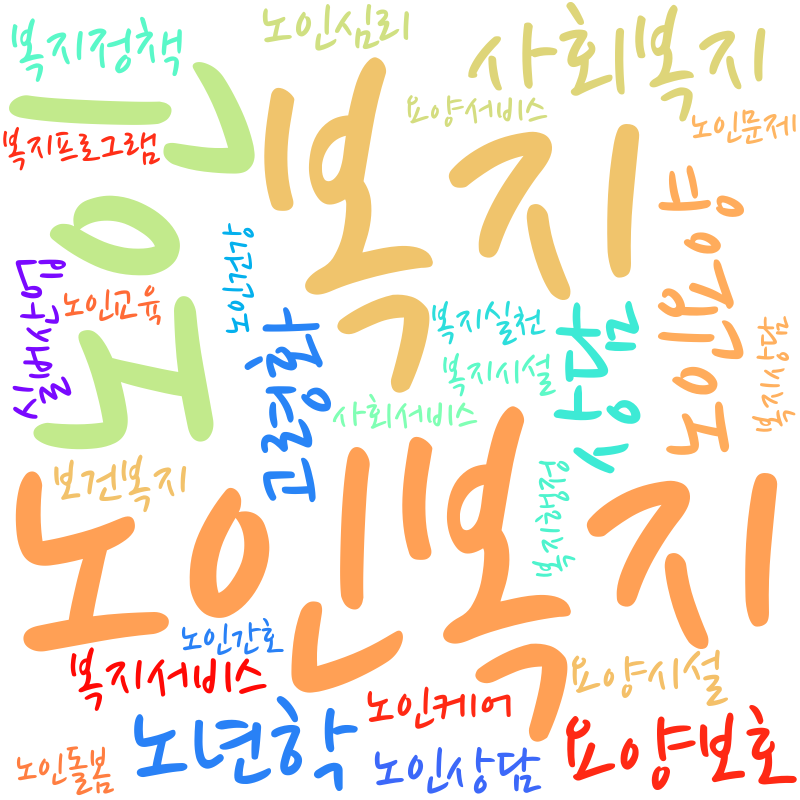 복지정책
노인심리
사회복지
복지
요양서비스
노인문제
복지프로그램
노인
노인건강
노인요양
실버산업
노인교육
고령화
복지실천
상담
복지시설
복지상담
사회서비스
보건복지
노인복지
복지행정
노인간호
복지서비스
요양시설
노년학
노인케어
노인상담
요양보호
노인돌봄